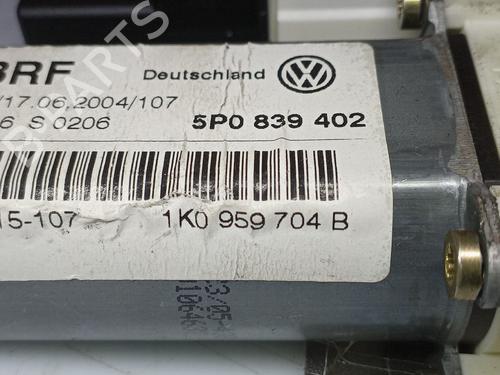 BRF Deutschland
/17.06.2004/107
6 S 0206 5P0 839 402
15-107 1K0 959 704 B